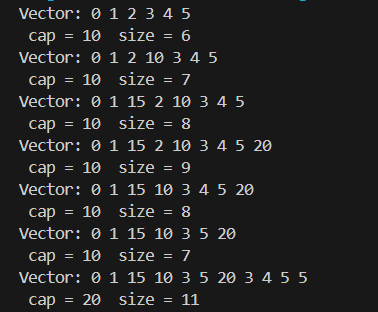 Vector: 0 1 2 3 4 5
cap = 10  size = 6
Vector: 0 1 2 10 3 4 5
cap = 10  size = 7
Vector: 0 1 15 2 10 3 4 5
cap = 10  size = 8
Vector: 0 1 15 2 10 3 4 5 20
cap = 10  size = 9
Vector: 0 1 15 10 3 4 5 20
cap = 10  size = 8
Vector: 0 1 15 10 3 5 20
cap = 10  size = 7
Vector: 0 1 15 10 3 5 20 3 4 5 5
cap = 20  size = 11